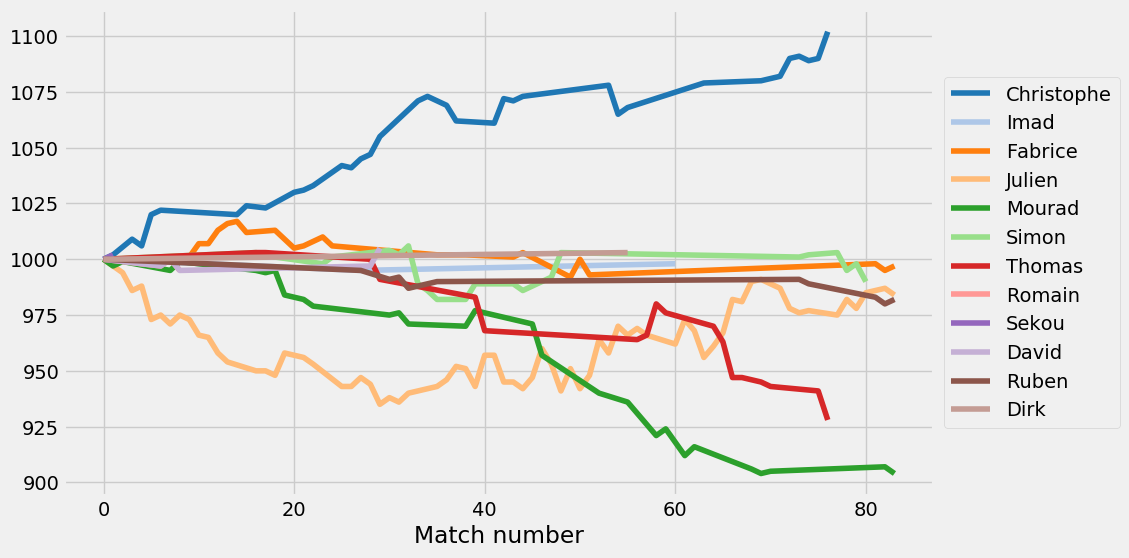 1100
1075
1050
1025
1000
975
950
925
900
0 20 40 60 80
Match number
Christophe
Imad
Fabrice
Julien
Mourad
Simon
Thomas
Romain
Sekou
David
Ruben
Dirk